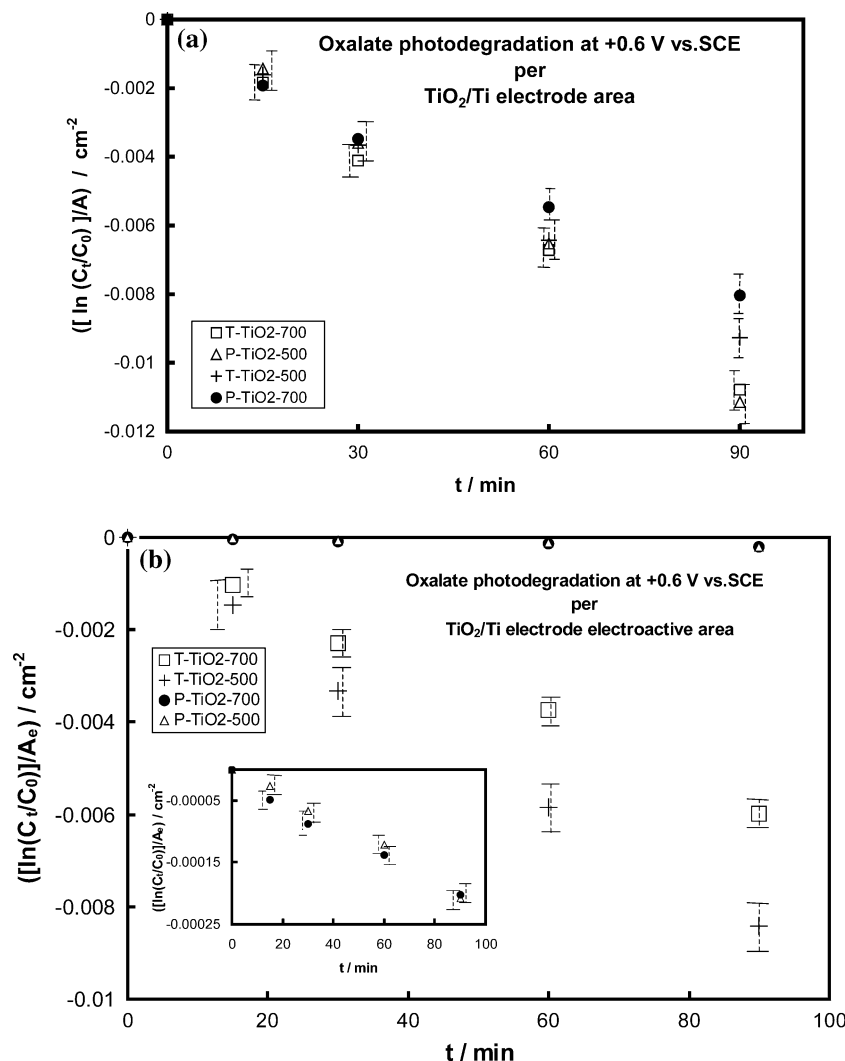 (a)
Oxalate photodegradation at +0.6 V vs.SCE
per
TiO₂/Ti electrode area
([ ln (Cₜ/C₀) ]/A) / cm⁻²
0
-0.002
-0.004
-0.006
-0.008
-0.01
-0.012
T-TiO2-700
P-TiO2-500
T-TiO2-500
P-TiO2-700
0
30
60
90
t / min
(b)
Oxalate photodegradation at +0.6 V vs.SCE
per
TiO₂/Ti electrode electroactive area
([ln(Cₜ/C₀)]/Aₑ) / cm⁻²
0
-0.002
-0.004
-0.006
-0.008
-0.01
T-TiO2-700
T-TiO2-500
P-TiO2-700
P-TiO2-500
([ln(Cₜ/C₀)]/Aₑ) / cm⁻²
-0.00005
-0.00015
-0.00025
0
20
40
60
80
100
t / min
0
20
40
60
80
100
t / min